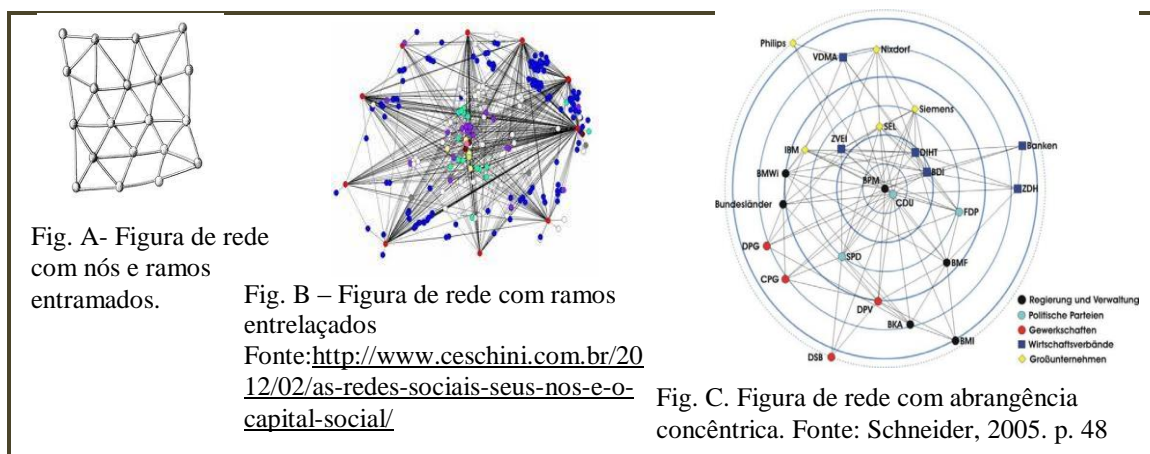 Fig. A- Figura de rede
com nós e ramos
entramados.
Fig. B – Figura de rede com ramos
entrelaçados
Fonte:http://www.ceschini.com.br/20
12/02/as-redes-sociais-seus-nos-e-o-
capital-social/
Philips
VDMA
Nixdorf
Siemens
SEL
ZVEI
IBM
DIHT
Banken
BMWi
BDI
BPM
CDU
ZDH
Bundesländer
FDP
DPG
SPD
BMF
CPG
DPV
BKA
BMI
DSB
Regierung und Verwaltung
Politische Parteien
Gewerkschaften
Wirtschaftsverbände
Großunternehmen
Fig. C. Figura de rede com abrangência
concêntrica. Fonte: Schneider, 2005. p. 48